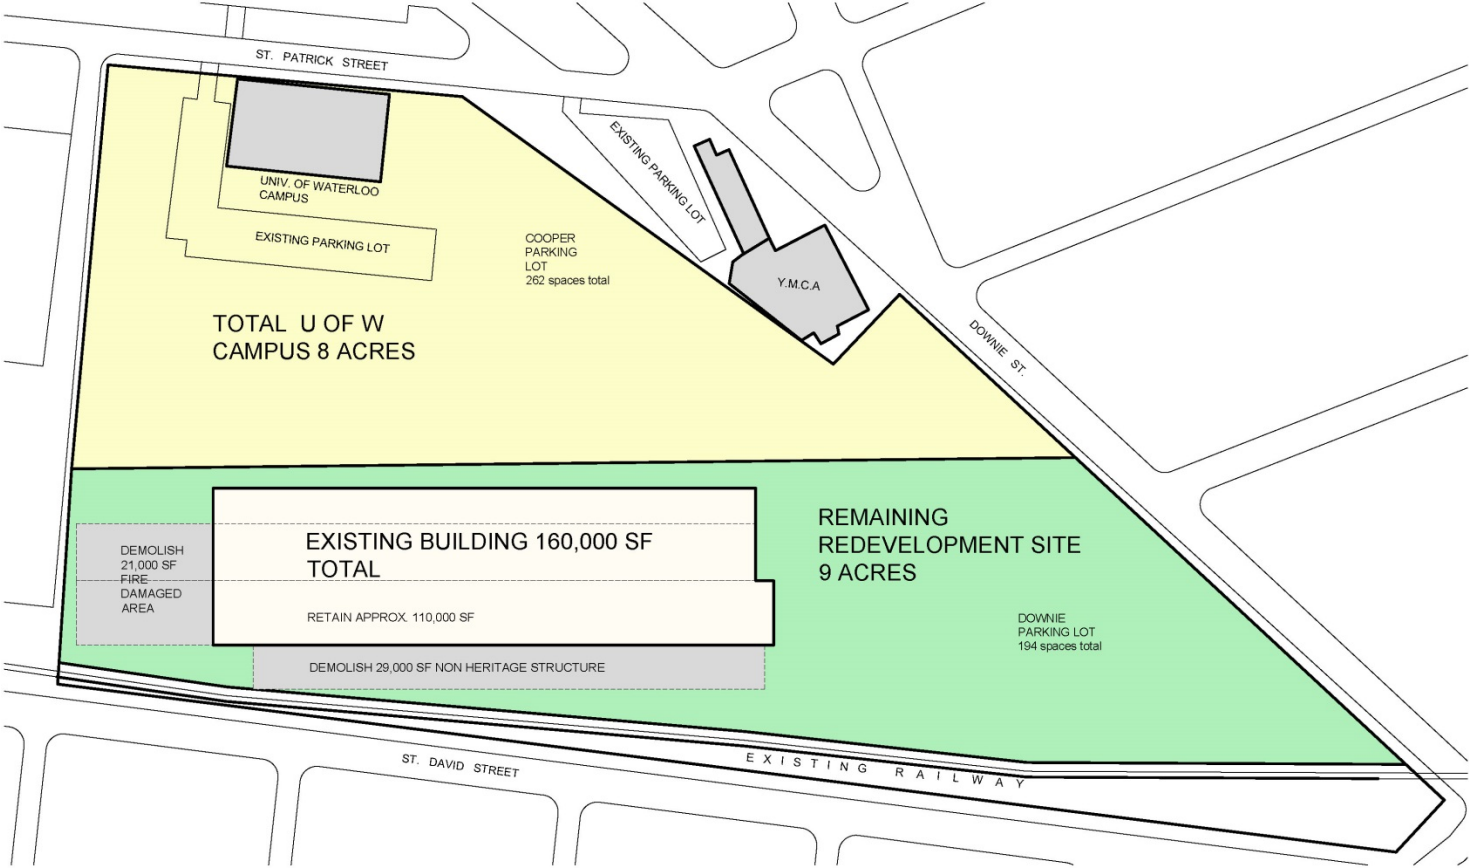 ST. PATRICK STREET
EXISTING PARKING LOT
UNIV. OF WATERLOO
CAMPUS
EXISTING PARKING LOT
COOPER
PARKING
LOT
262 spaces total
Y.M.C.A
TOTAL U OF W
CAMPUS 8 ACRES
DOWNIE ST.
EXISTING BUILDING 160,000 SF
TOTAL
REMAINING
REDEVELOPMENT SITE
9 ACRES
DEMOLISH
21,000 SF
FIRE
DAMAGED
AREA
RETAIN APPROX. 110,000 SF
DOWNIE
PARKING LOT
194 spaces total
DEMOLISH 29,000 SF NON HERITAGE STRUCTURE
ST. DAVID STREET
EXISTING RAILWAY